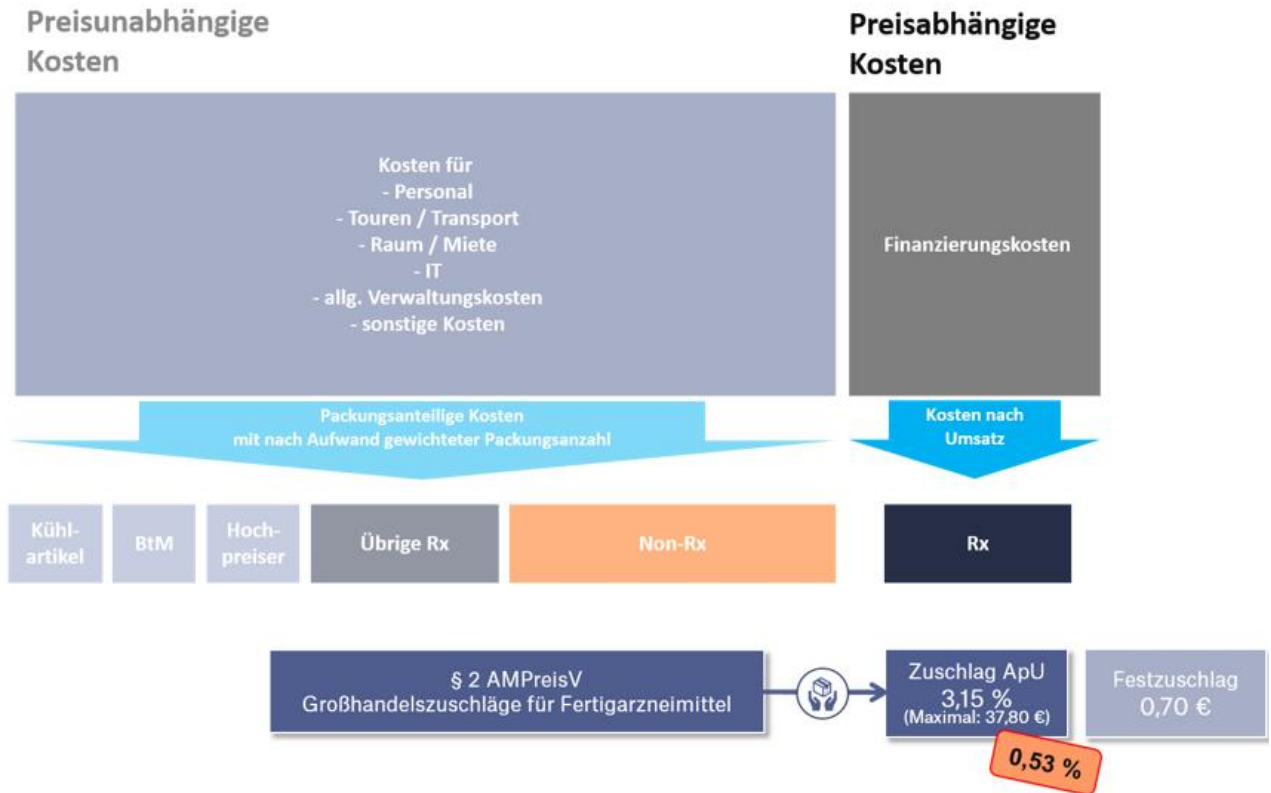 Preisunabhängige
Kosten
Preisabhängige
Kosten
Kosten für
- Personal
- Touren / Transport
- Raum / Miete
- IT
- allg. Verwaltungskosten
- sonstige Kosten
Finanzierungskosten
Packungsanteilige Kosten
mit nach Aufwand gewichteter Packungsanzahl
Kosten nach
Umsatz
Kühl-
artikel
BtM
Hoch-
preiser
Übrige Rx
Non-Rx
Rx
§ 2 AMPreisV
Großhandelszuschläge für Fertigarzneimittel
Zuschlag ApU
3,15 %
(Maximal: 37,80 €)
Festzuschlag
0,70 €
0,53 %